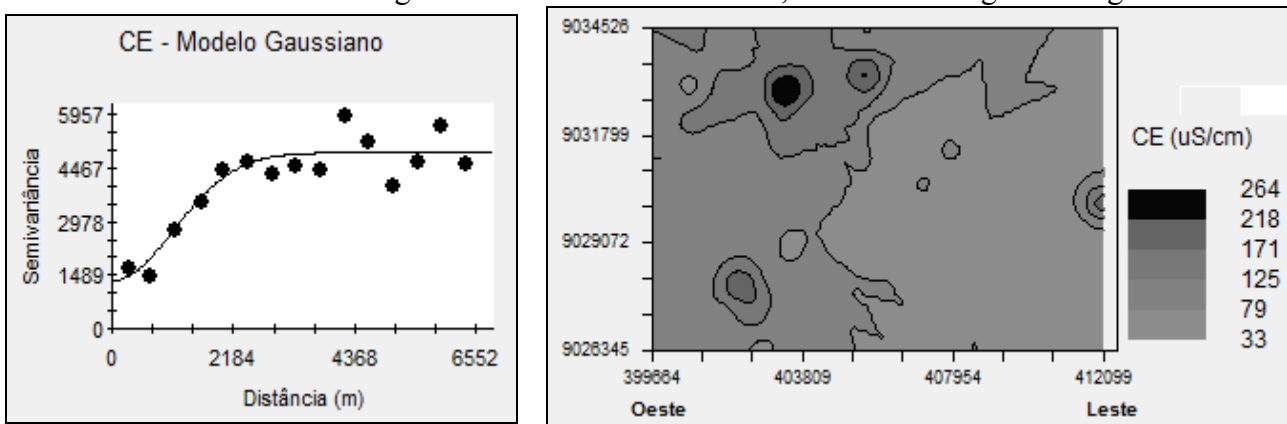 CE - Modelo Gaussiano
5957
4467
2978
1489
0
Semivariância
0 2184 4368 6552
Distância (m)
9034526
9031799
9029072
9026345
399664 403809 407954 412099
Oeste Leste
CE (uS/cm)
264
218
171
125
79
33